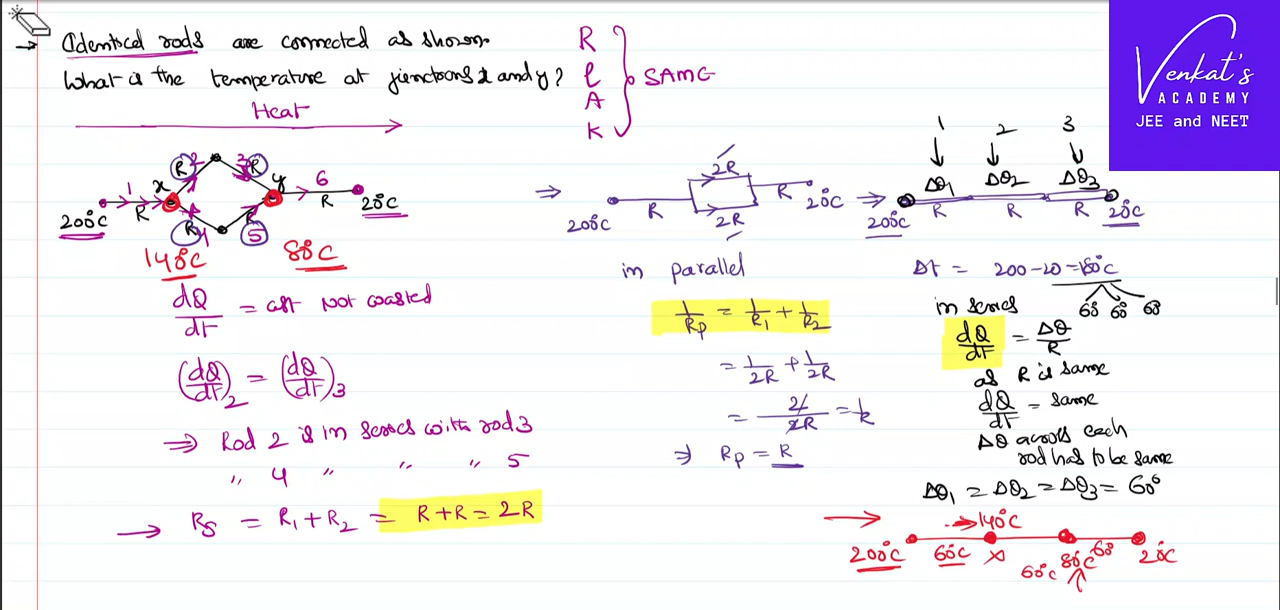 → Identical rods are connected as shown.
What is the temperature at junctions x and y?
R
l
A
K
SAME
Venkat's
ACADEMY
JEE and NEET
Heat
1 x R 2 R 3 R y 6
R R 4 R 5 R
200°C 20°C
140°C 80°C
dQ/dT = const Not wasted
(dQ/dT)₂ = (dQ/dT)₃
⇒ Rod 2 is in series with rod 3
" 4 " " " 5
→ Rs = R₁ + R₂ = R + R = 2R
⇒ 2R
R R 20°C
200°C 2R
in parallel
1/Rp = 1/R₁ + 1/R₂
= 1/2R + 1/2R
= 2/2R = 1/R
⇒ Rp = R
1 2 3
Δθ₁ Δθ₂ Δθ₃
⇒ R R R
200°C 20°C
Δt = 200 - 20 = 180°C
60 60 60
in series
dQ/dT = Δθ/R
as R is same
dQ/dT = same
Δθ across each
rod has to be same
Δθ₁ = Δθ₂ = Δθ₃ = 60°
→ 140°C
200°C 60°C x 60°C 80°C 60 20°C